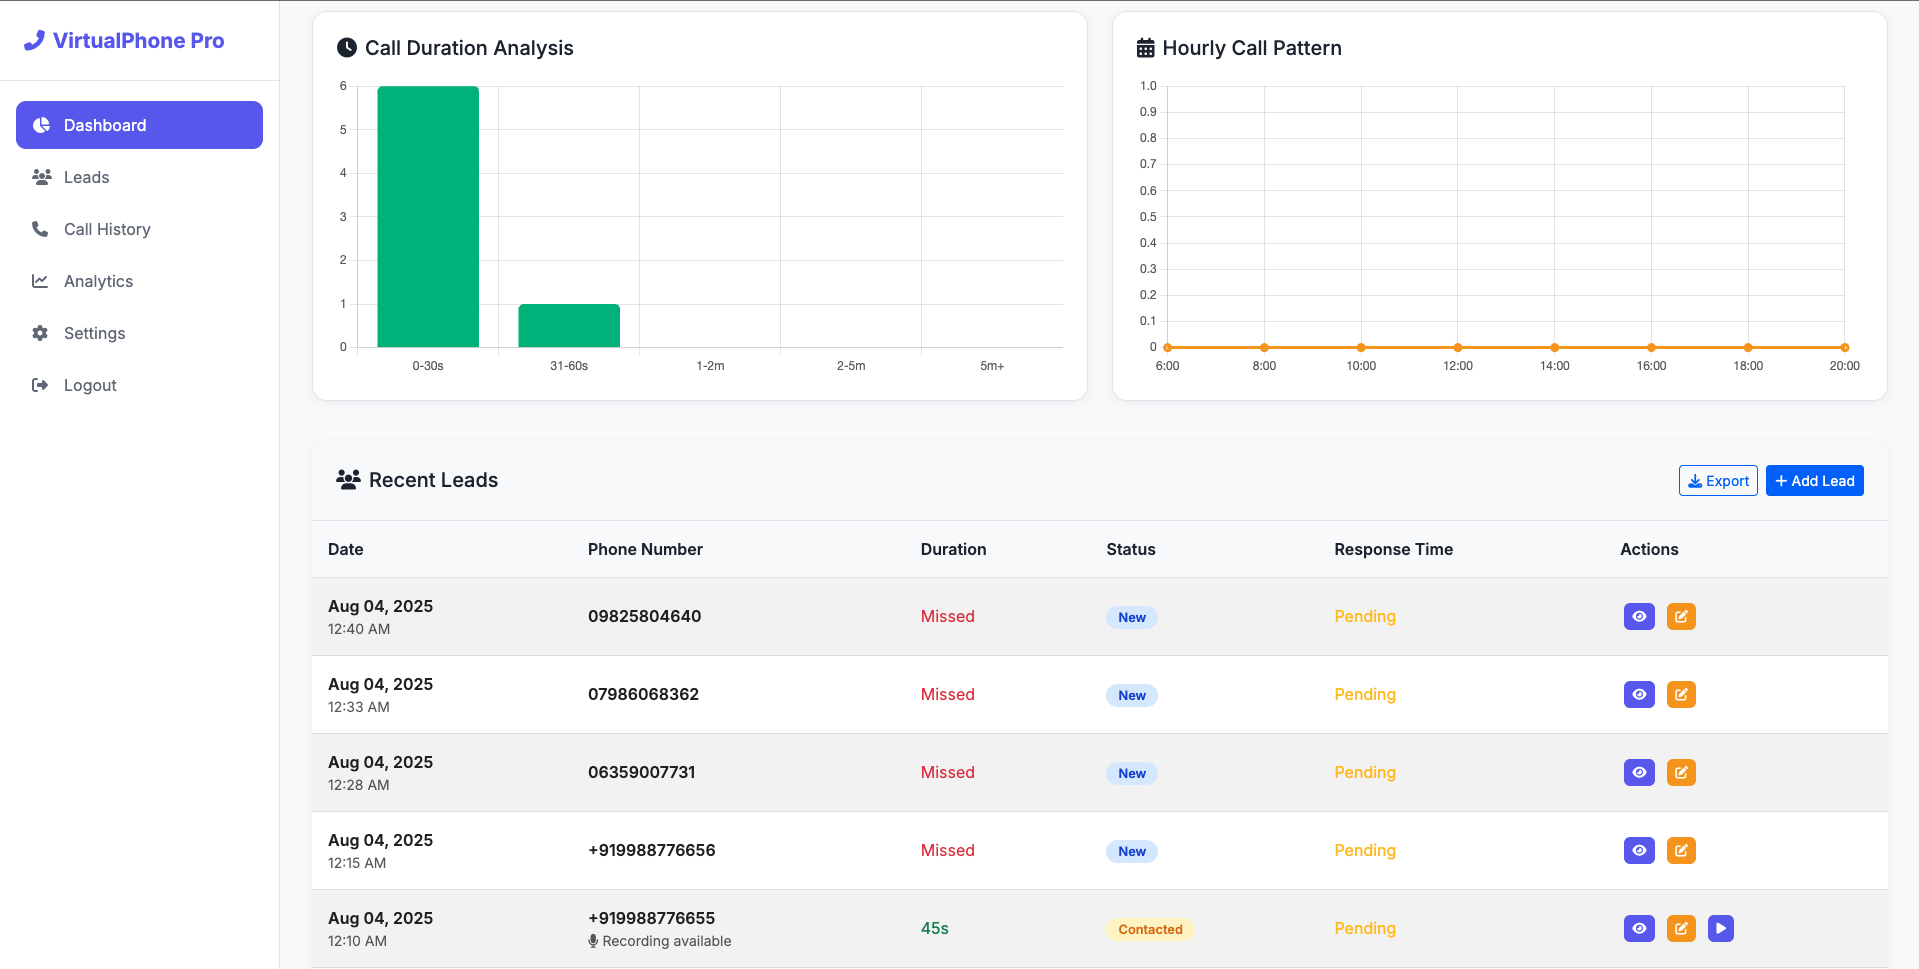 VirtualPhone Pro
Dashboard
Leads
Call History
Analytics
Settings
Logout
Call Duration Analysis
6
5
4
3
2
1
0
0-30s 31-60s 1-2m 2-5m 5m+
Hourly Call Pattern
1.0
0.9
0.8
0.7
0.6
0.5
0.4
0.3
0.2
0.1
0
6:00 8:00 10:00 12:00 14:00 16:00 18:00 20:00
Recent Leads
Export
Add Lead
Date Phone Number Duration Status Response Time Actions
Aug 04, 2025
12:40 AM
09825804640 Missed New Pending
Aug 04, 2025
12:33 AM
07986068362 Missed New Pending
Aug 04, 2025
12:28 AM
06359007731 Missed New Pending
Aug 04, 2025
12:15 AM
+919988776656 Missed New Pending
Aug 04, 2025
12:10 AM
+919988776655
Recording available
45s Contacted Pending